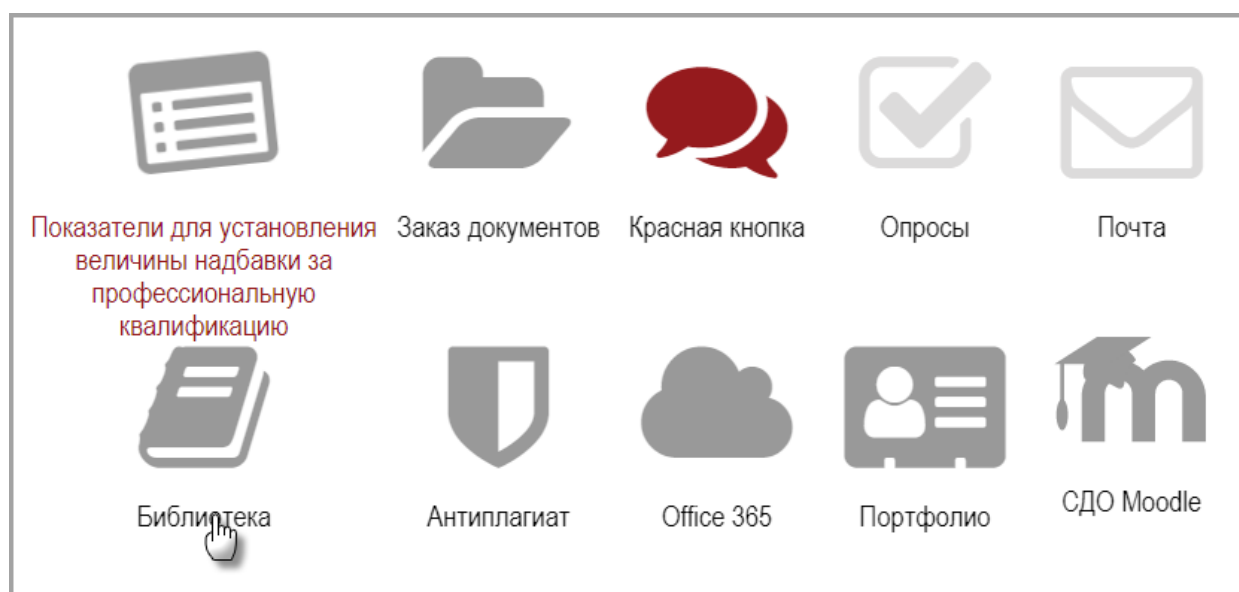 Показатели для установления
величины надбавки за
профессиональную
квалификацию
Заказ документов
Красная кнопка
Опросы
Почта
Библиотека
Антиплагиат
Office 365
Портфолио
m
СДО Moodle